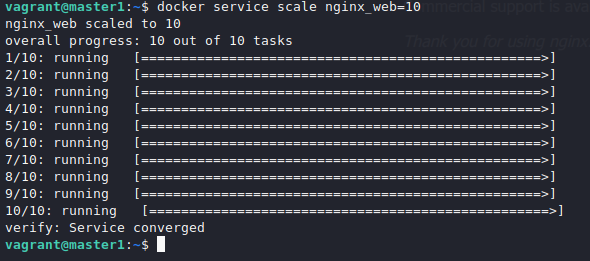 vagrant@master1:~$ docker service scale nginx_web=10
nginx_web scaled to 10
overall progress: 10 out of 10 tasks
1/10: running   [==================================================>]
2/10: running   [==================================================>]
3/10: running   [==================================================>]
4/10: running   [==================================================>]
5/10: running   [==================================================>]
6/10: running   [==================================================>]
7/10: running   [==================================================>]
8/10: running   [==================================================>]
9/10: running   [==================================================>]
10/10: running   [==================================================>]
verify: Service converged
vagrant@master1:~$
commercial support is ava
Thank you for using nginx